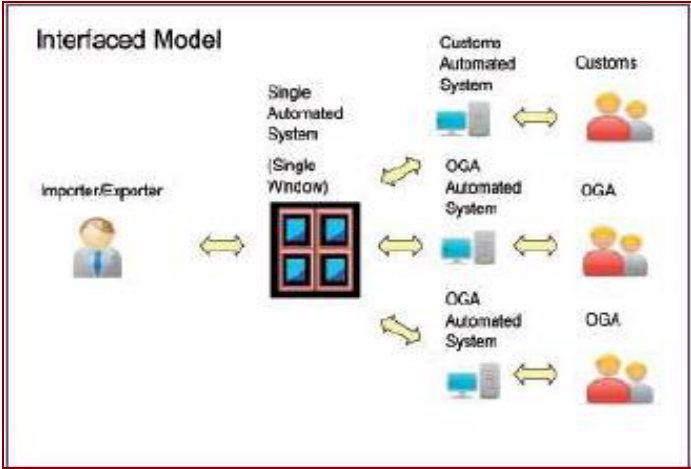 Interfaced Model
Customs
Automated
System
Customs
Single
Automated
System
(Single
Window)
Importer/Exporter
OGA
Automated
System
OGA
OGA
Automated
System
OGA